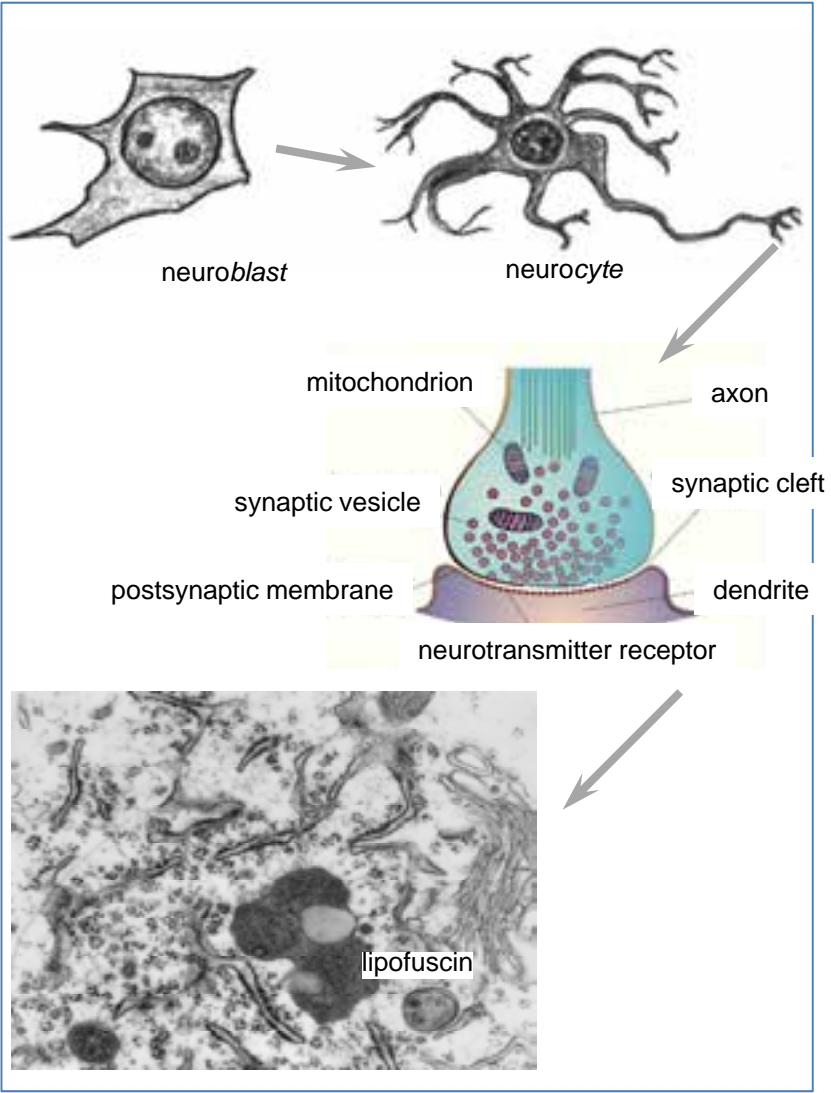 neuroblast
neurocyte
mitochondrion
axon
synaptic cleft
synaptic vesicle
postsynaptic membrane
dendrite
neurotransmitter receptor
lipofuscin